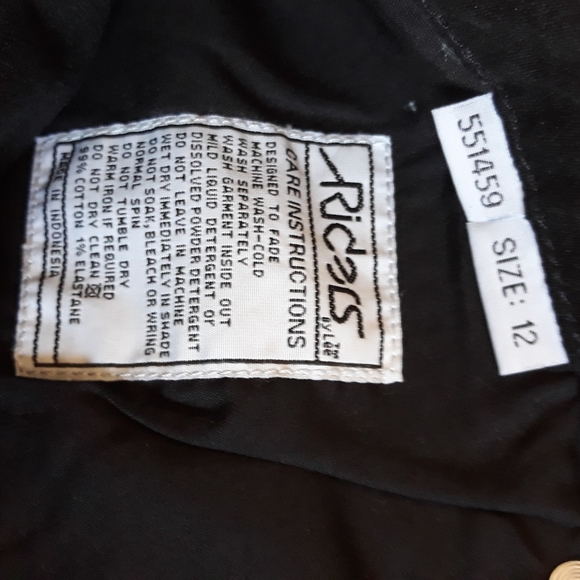 Riders
BY Lee
TM
CARE INSTRUCTIONS
DESIGNED TO FADE
MACHINE WASH-COLD
WASH SEPARATELY
WASH GARMENT INSIDE OUT
MILD LIQUID DETERGENT OF
DISSOLVED POWDER DETERGENT
DO NOT LEAVE IN MACHINE
WET DRY IMMEDIATELY IN SHADE
DO NOT SOAK, BLEACH OR WRING
NORMAL SPIN
DO NOT TUMBLE DRY
WARM IRON IF REQUIRED
DO NOT DRY CLEAN
99% COTTON 1% ELASTANE
MADE IN INDONESIA
551459
SIZE: 12